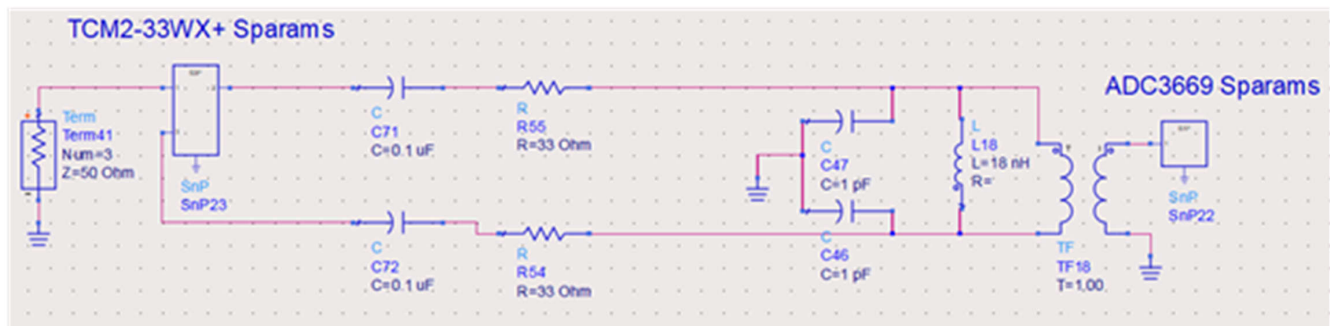 TCM2-33WX+ Sparams
ADC3669 Sparams
Term
Term41
Num=3
Z=50 Ohm
SnP
SnP23
C
C71
C=0.1 uF
R
R55
R=33 Ohm
C
C47
C=1 pF
L
L18
L=18 nH
R=
SnP
SnP22
C
C72
C=0.1 uF
R
R54
R=33 Ohm
C
C46
C=1 pF
TF
TF18
T=1.00